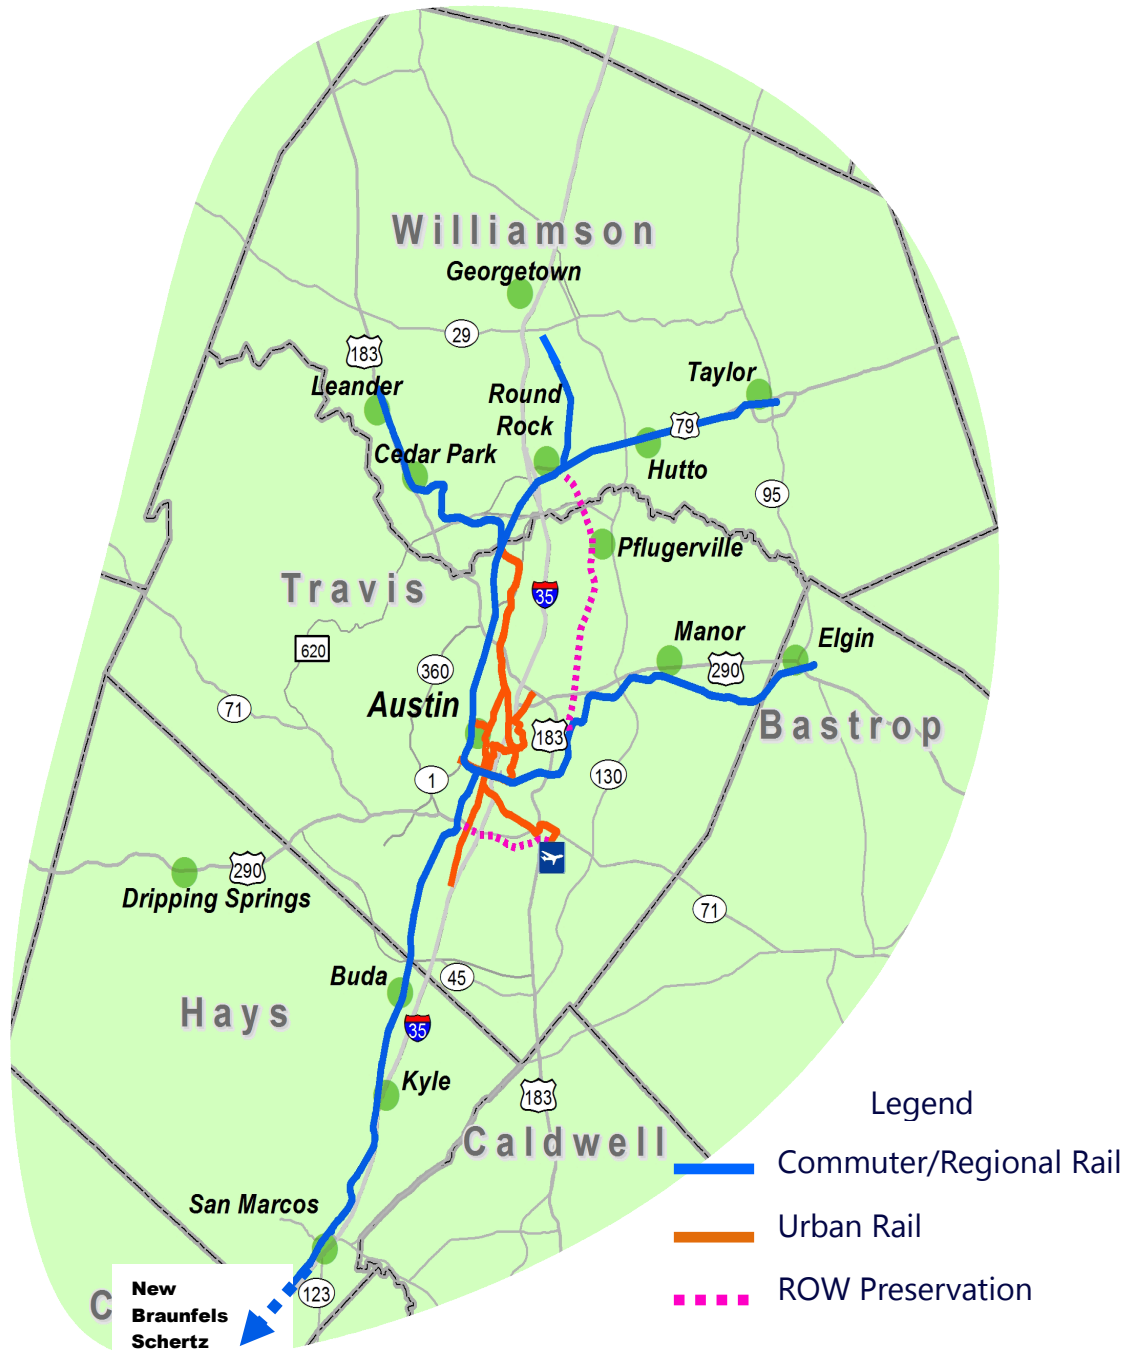 Williamson
Georgetown
29
183
Leander
Taylor
Round
Rock
79
Cedar Park
Hutto
95
Pflugerville
Travis
35
620
Manor
Elgin
360
290
71
Austin
Bastrop
183
1
130
290
Dripping Springs
71
Buda
45
Hays
35
Kyle
183
Legend
Caldwell
Commuter/Regional Rail
San Marcos
Urban Rail
New
123
ROW Preservation
C
Braunfels
Schertz